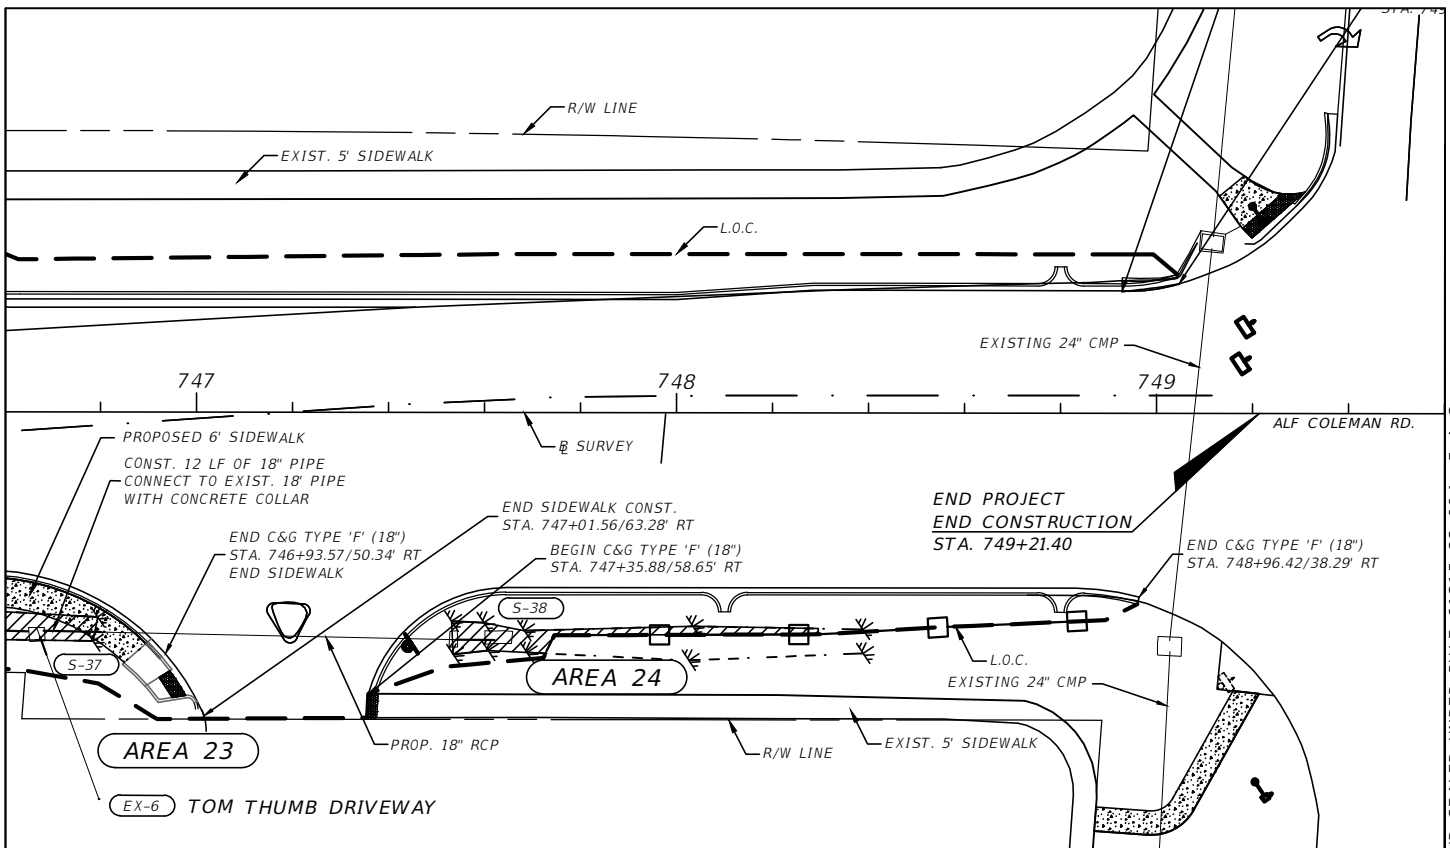 R/W LINE
EXIST. 5' SIDEWALK
L.O.C.
EXISTING 24" CMP
747
748
749
ALF COLEMAN RD.
PROPOSED 6' SIDEWALK
CONST. 12 LF OF 18" PIPE
CONNECT TO EXIST. 18' PIPE
WITH CONCRETE COLLAR
BL SURVEY
END SIDEWALK CONST.
STA. 747+01.56/63.28' RT
END PROJECT
END CONSTRUCTION
STA. 749+21.40
END C&G TYPE 'F' (18")
STA. 746+93.57/50.34' RT
END SIDEWALK
BEGIN C&G TYPE 'F' (18")
STA. 747+35.88/58.65' RT
END C&G TYPE 'F' (18")
STA. 748+96.42/38.29' RT
S-38
S-37
L.O.C.
AREA 24
EXISTING 24" CMP
AREA 23
PROP. 18" RCP
R/W LINE
EXIST. 5' SIDEWALK
EX-6 TOM THUMB DRIVEWAY